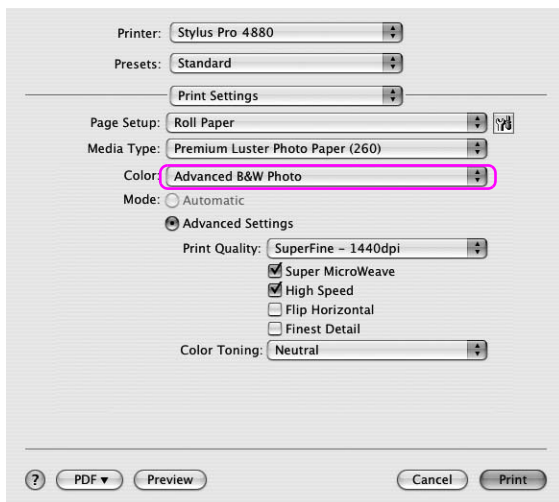 Printer: Stylus Pro 4880
Presets: Standard
Print Settings
Page Setup: Roll Paper
Media Type: Premium Luster Photo Paper (260)
Color: Advanced B&W Photo
Mode: Automatic
Advanced Settings
Print Quality: SuperFine – 1440dpi
Super MicroWeave
High Speed
Flip Horizontal
Finest Detail
Color Toning: Neutral
? PDF ▼ Preview Cancel Print